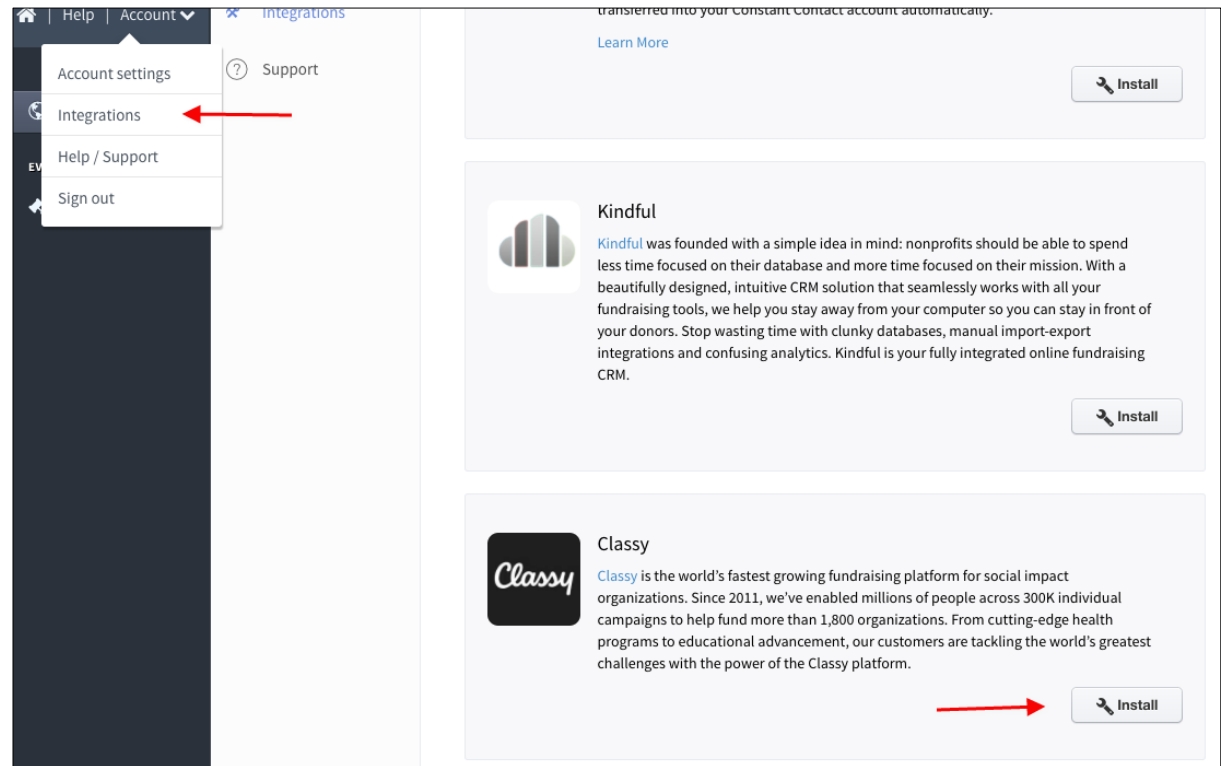 Help | Account
Account settings
Integrations
Help / Support
Sign out
EV
Integrations
? Support
transferred into your Constant Contact account automatically.
Learn More
Install
Kindful
Kindful was founded with a simple idea in mind: nonprofits should be able to spend
less time focused on their database and more time focused on their mission. With a
beautifully designed, intuitive CRM solution that seamlessly works with all your
fundraising tools, we help you stay away from your computer so you can stay in front of
your donors. Stop wasting time with clunky databases, manual import-export
integrations and confusing analytics. Kindful is your fully integrated online fundraising
CRM.
Install
Classy
Classy
Classy is the world's fastest growing fundraising platform for social impact
organizations. Since 2011, we've enabled millions of people across 300K individual
campaigns to help fund more than 1,800 organizations. From cutting-edge health
programs to educational advancement, our customers are tackling the world's greatest
challenges with the power of the Classy platform.
Install